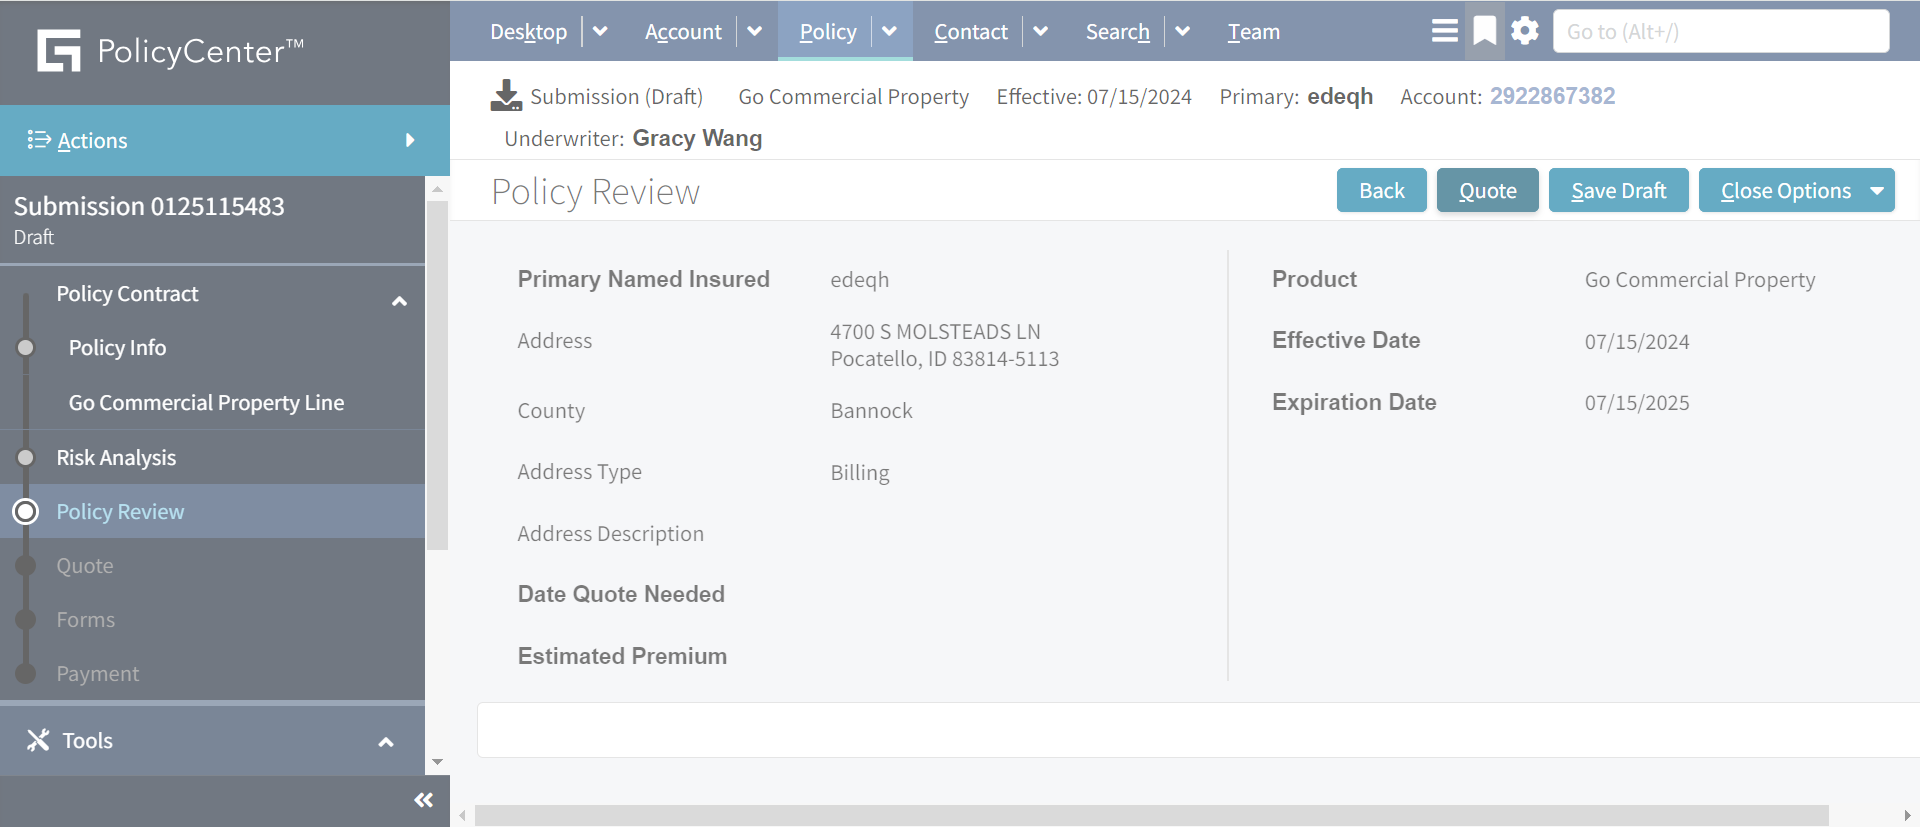 PolicyCenter™
Desktop Account Policy Contact Search Team Go to (Alt+/)
Submission (Draft) Go Commercial Property Effective: 07/15/2024 Primary: edeqh Account: 2922867382
Underwriter: Gracy Wang
Actions
Submission 0125115483
Draft
Policy Contract
Policy Info
Go Commercial Property Line
Risk Analysis
Policy Review
Quote
Forms
Payment
Tools
Policy Review Back Quote Save Draft Close Options
Primary Named Insured edeqh
Address 4700 S MOLSTEADS LN
Pocatello, ID 83814-5113
County Bannock
Address Type Billing
Address Description
Date Quote Needed
Estimated Premium
Product Go Commercial Property
Effective Date 07/15/2024
Expiration Date 07/15/2025